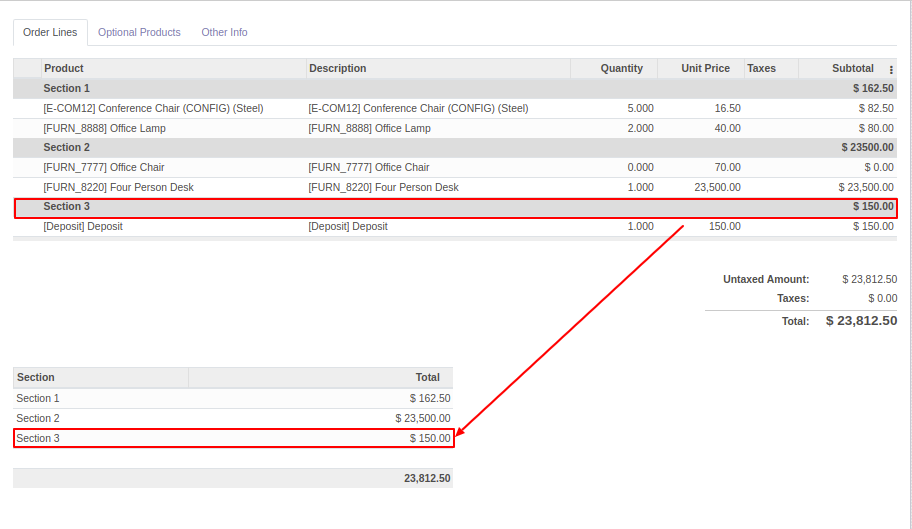 Order Lines Optional Products Other Info
Product Description Quantity Unit Price Taxes Subtotal
Section 1 $ 162.50
[E-COM12] Conference Chair (CONFIG) (Steel) [E-COM12] Conference Chair (CONFIG) (Steel) 5.000 16.50 $ 82.50
[FURN_8888] Office Lamp [FURN_8888] Office Lamp 2.000 40.00 $ 80.00
Section 2 $ 23500.00
[FURN_7777] Office Chair [FURN_7777] Office Chair 0.000 70.00 $ 0.00
[FURN_8220] Four Person Desk [FURN_8220] Four Person Desk 1.000 23,500.00 $ 23,500.00
Section 3 $ 150.00
[Deposit] Deposit [Deposit] Deposit 1.000 150.00 $ 150.00
Untaxed Amount: $ 23,812.50
Taxes: $ 0.00
Total: $ 23,812.50
Section Total
Section 1 $ 162.50
Section 2 $ 23,500.00
Section 3 $ 150.00
23,812.50